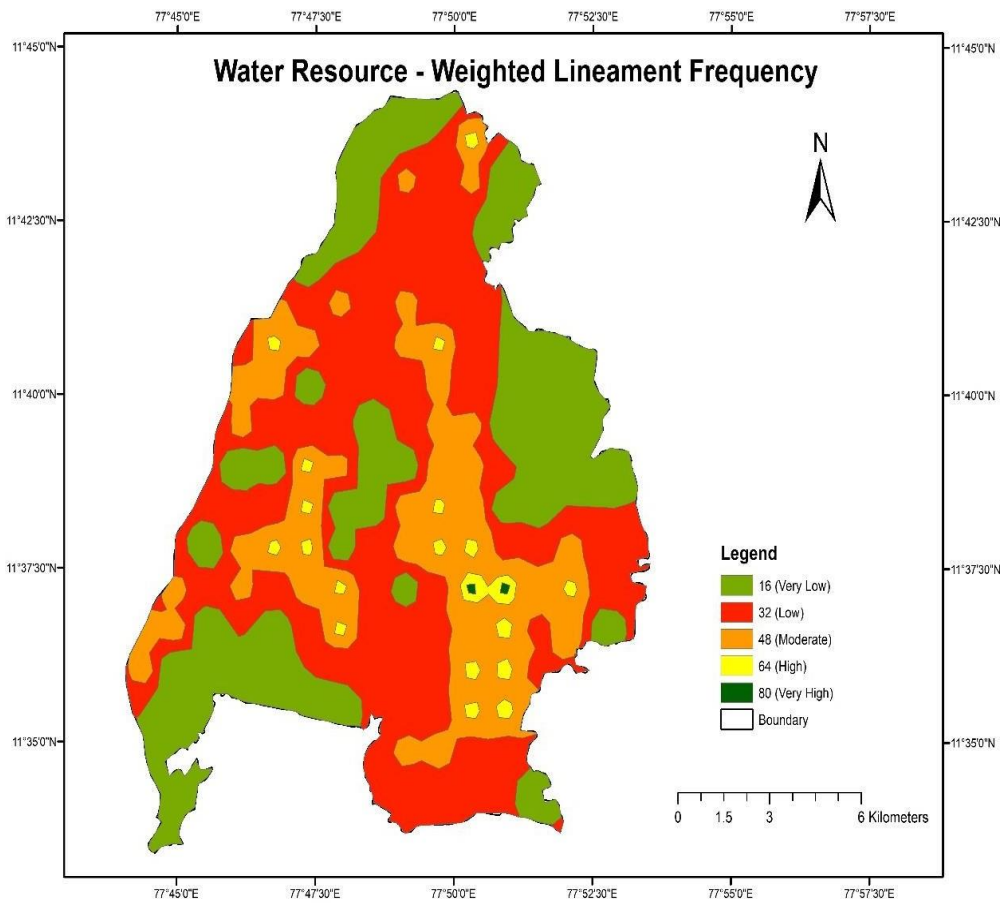 77°45'0"E 77°47'30"E 77°50'0"E 77°52'30"E 77°55'0"E 77°57'30"E
11°45'0"N 11°45'0"N
Water Resource - Weighted Lineament Frequency
N
11°42'30"N 11°42'30"N
11°40'0"N 11°40'0"N
11°37'30"N 11°37'30"N
Legend
16 (Very Low)
32 (Low)
48 (Moderate)
64 (High)
80 (Very High)
Boundary
11°35'0"N 11°35'0"N
0 1.5 3 6 Kilometers
77°45'0"E 77°47'30"E 77°50'0"E 77°52'30"E 77°55'0"E 77°57'30"E